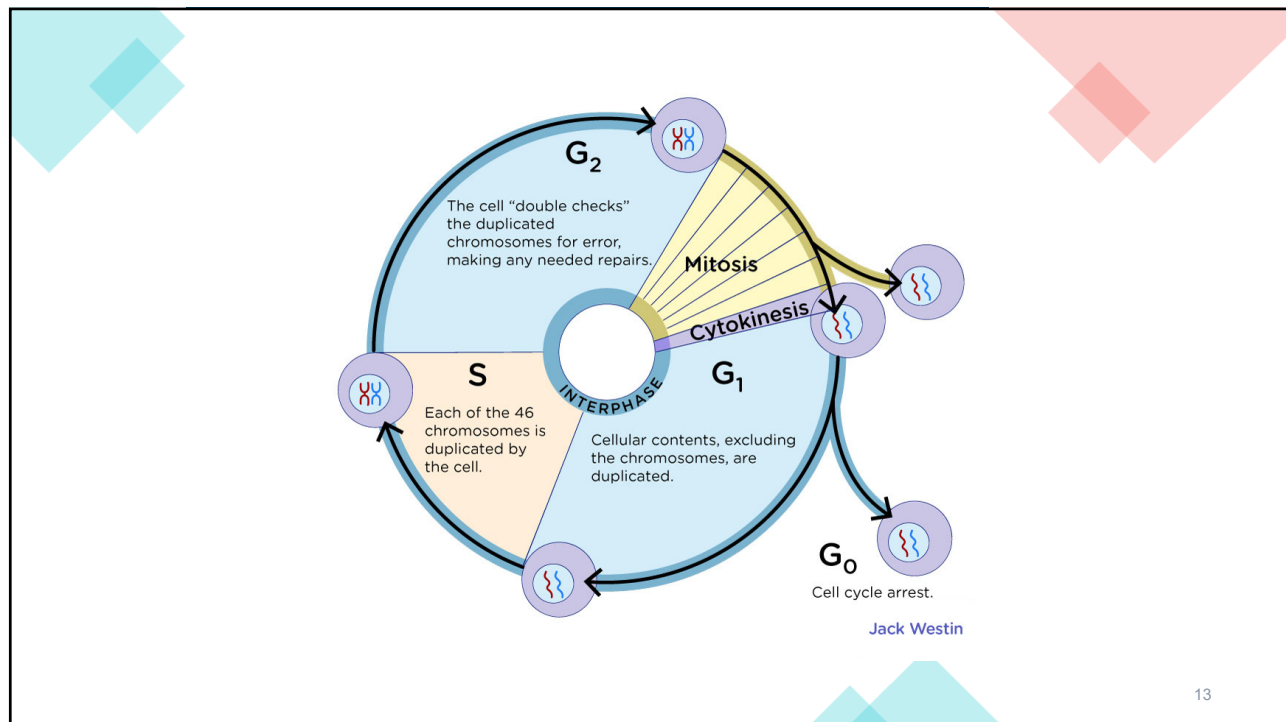 G₂
The cell “double checks”
the duplicated
chromosomes for error,
making any needed repairs.
Mitosis
Cytokinesis
S
Each of the 46
chromosomes is
duplicated by
the cell.
INTERPHASE
G₁
Cellular contents, excluding
the chromosomes, are
duplicated.
G₀
Cell cycle arrest.
Jack Westin
13